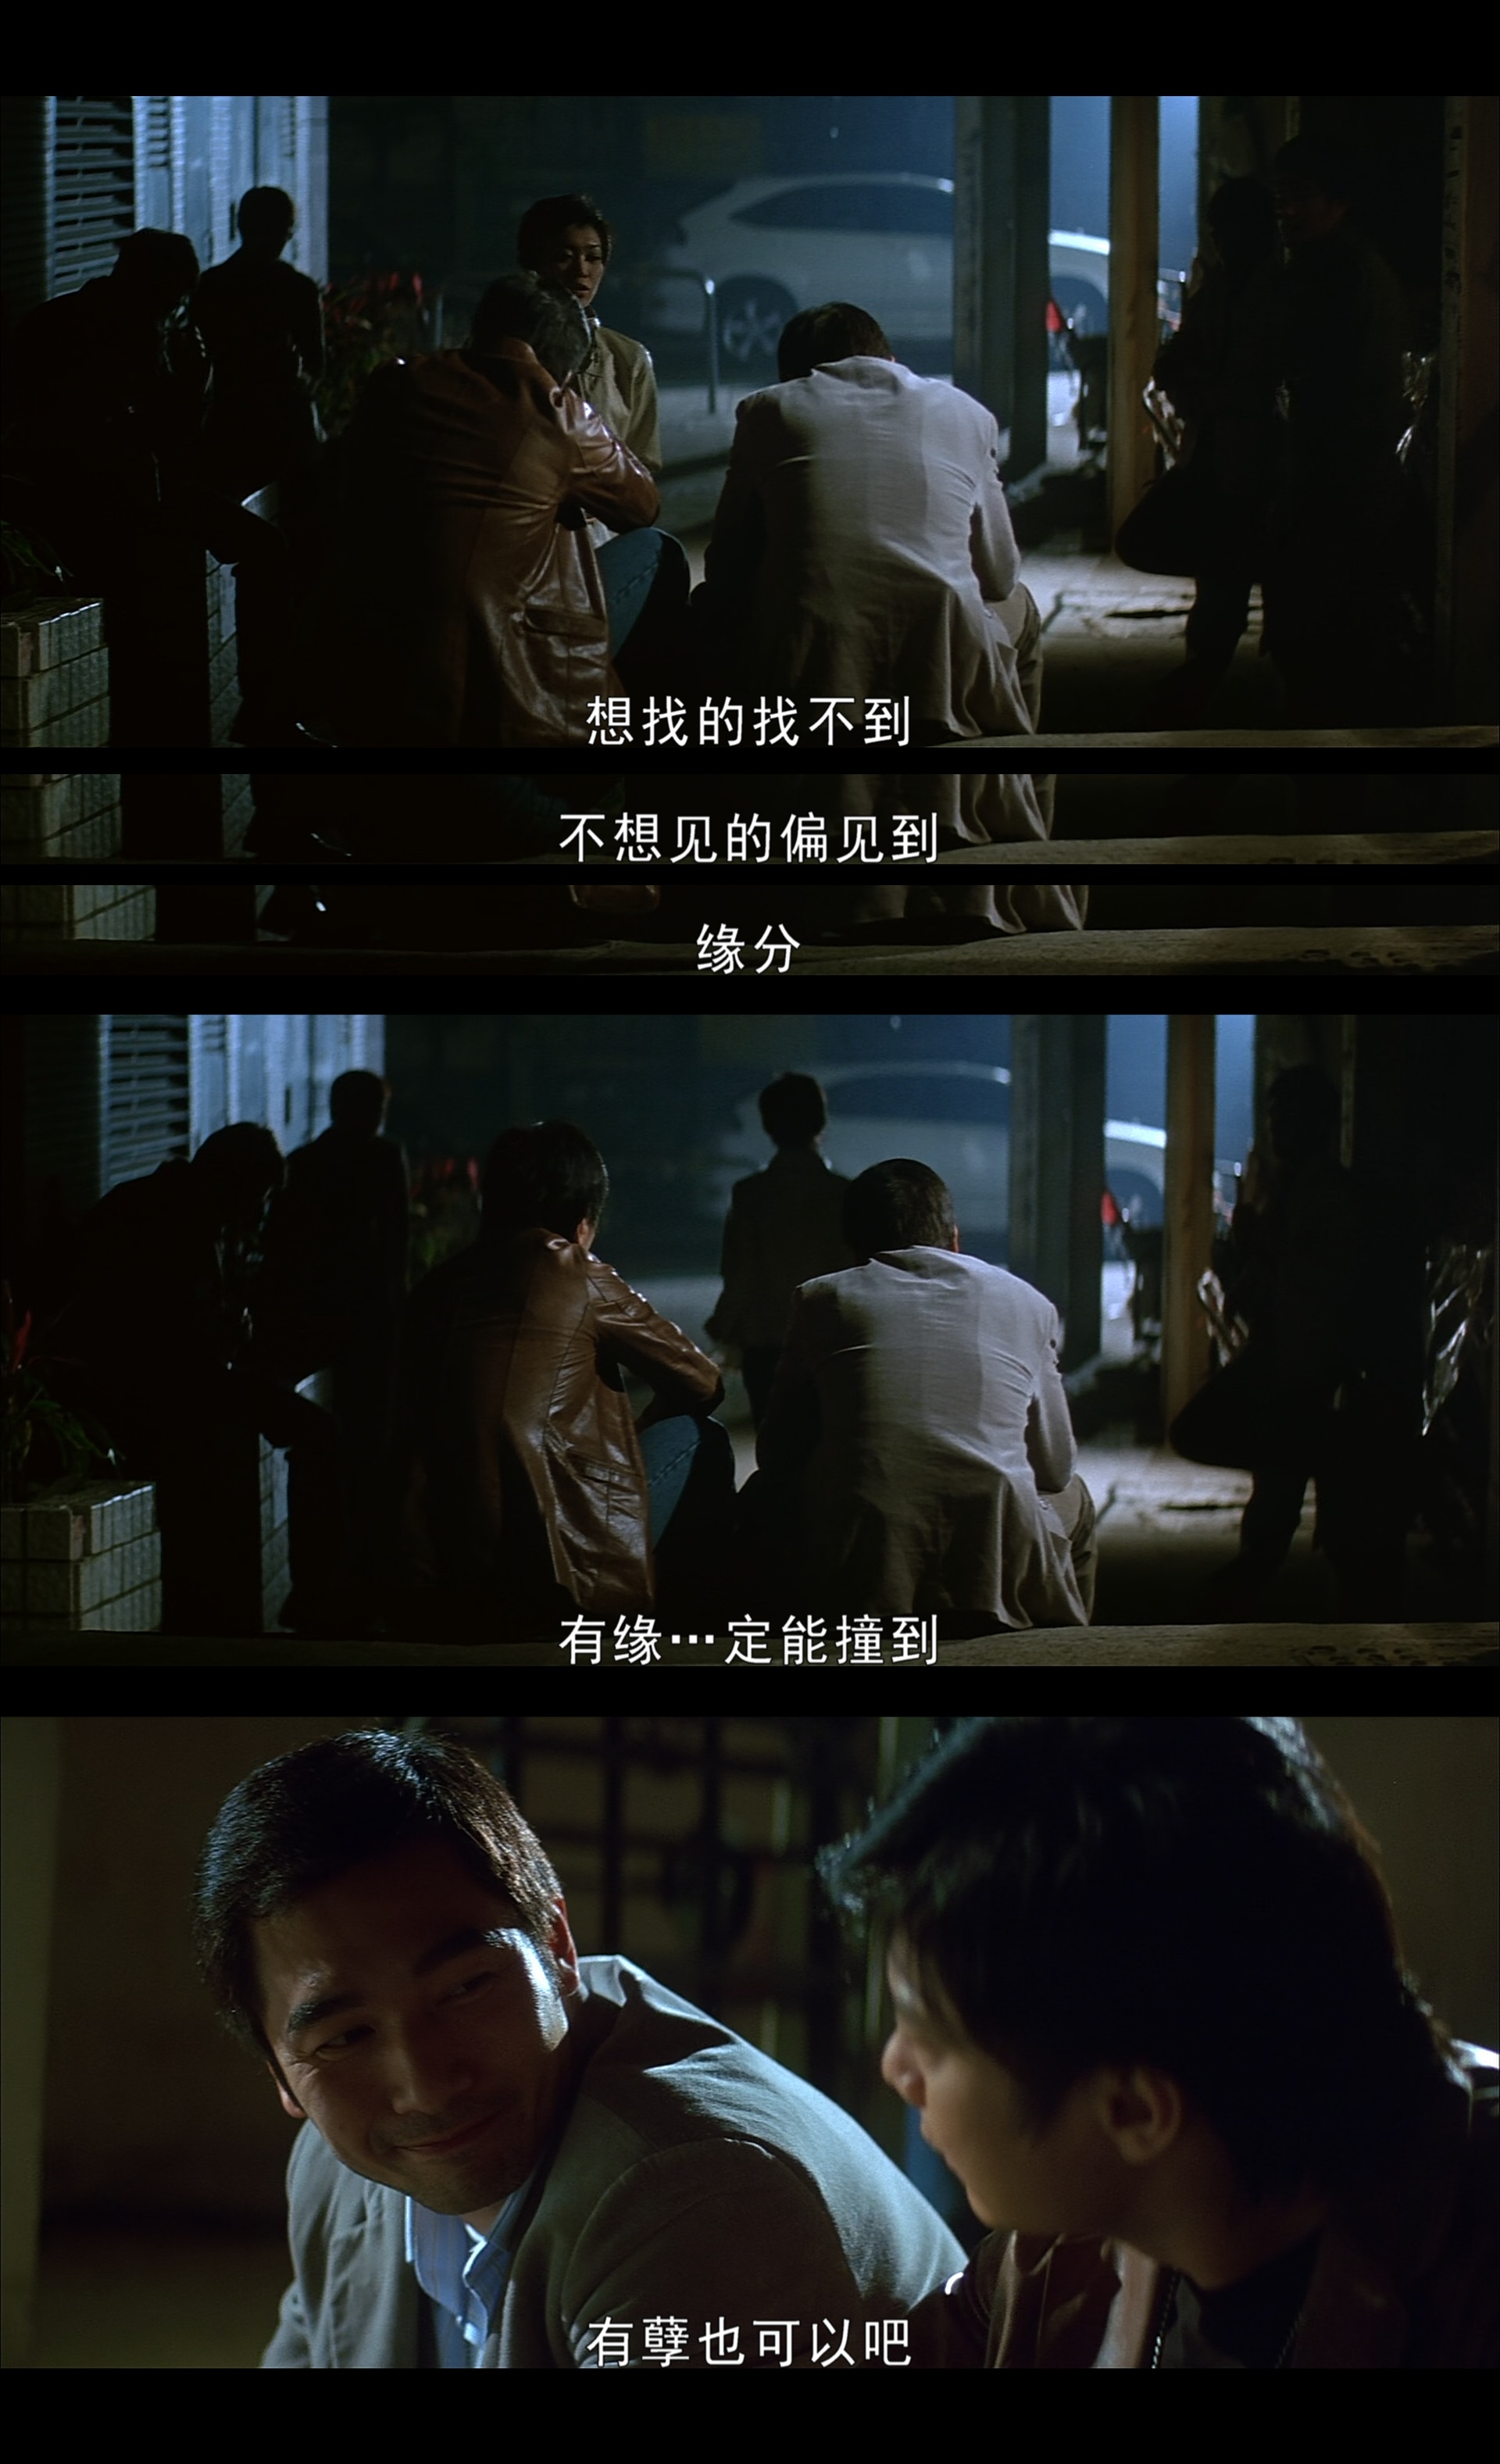 想找的找不到
不想见的偏见到
缘分
有缘…定能撞到
有孽也可以吧